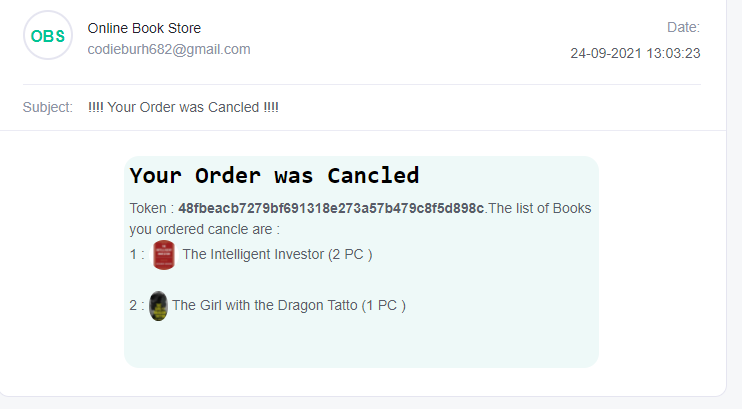 OBS
Online Book Store
codieburh682@gmail.com
Date:
24-09-2021 13:03:23
Subject: !!!! Your Order was Cancled !!!!
Your Order was Cancled
Token : 48fbeacb7279bf691318e273a57b479c8f5d898c.The list of Books
you ordered cancle are :
1 : The Intelligent Investor (2 PC )
2 : The Girl with the Dragon Tatto (1 PC )